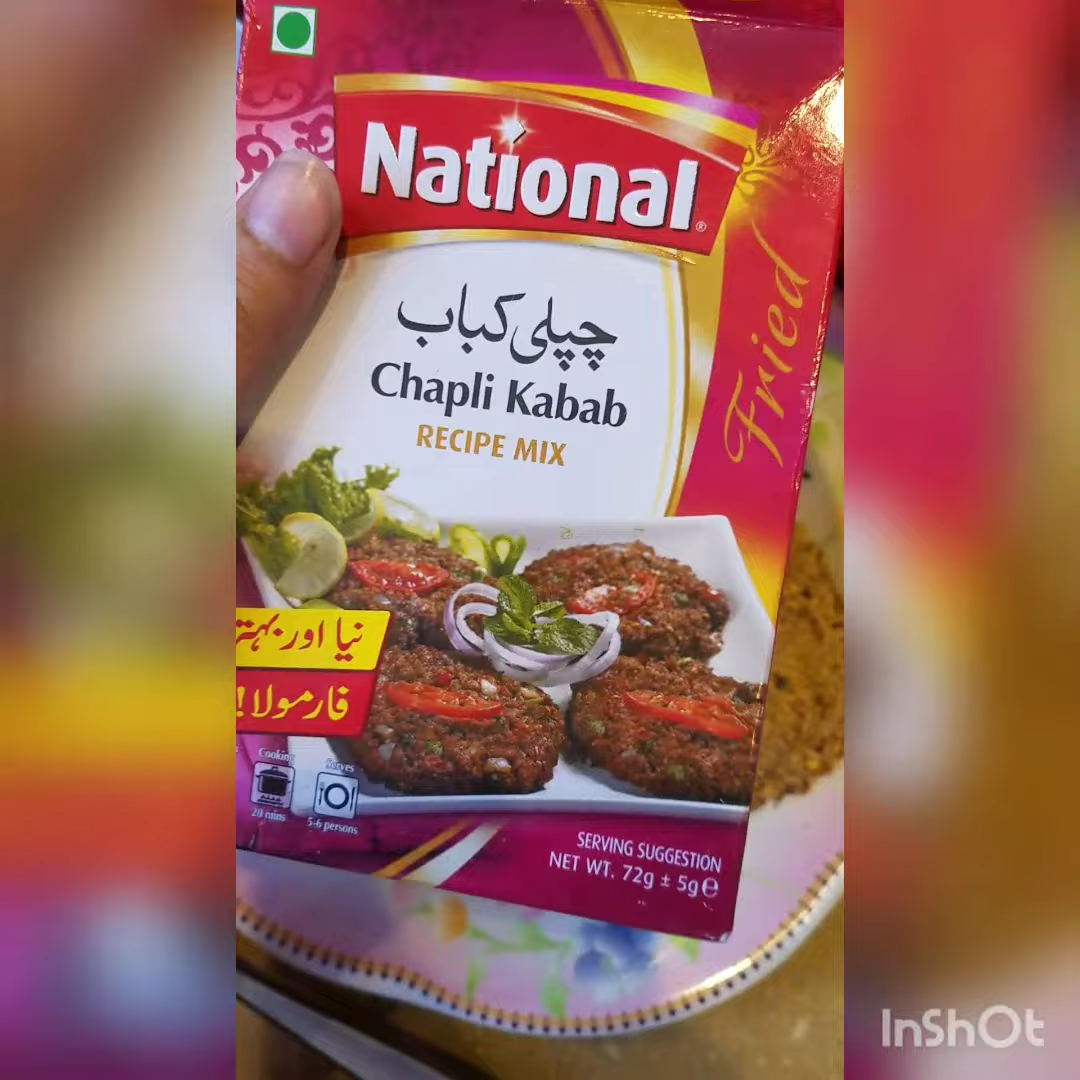 National®
چپلی کباب
Chapli Kabab
RECIPE MIX
Fried
نیا اور بہتر
فارمولا!
Cooking
20 mins
Serves
5-6 persons
SERVING SUGGESTION
NET WT. 72g ± 5g ℮
InShOt